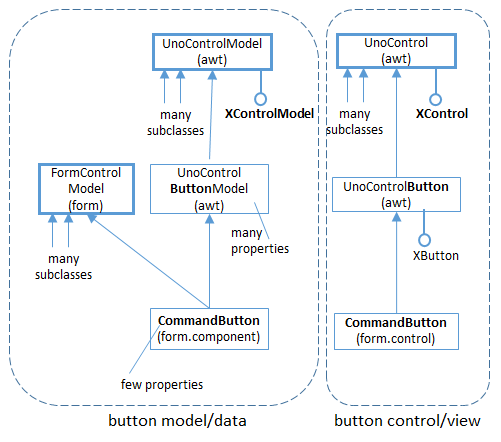 UnoControlModel
(awt)
many
subclasses
XControlModel
FormControl
Model
(form)
UnoControl
ButtonModel
(awt)
many
subclasses
many
properties
CommandButton
(form.component)
few properties
button model/data
UnoControl
(awt)
many
subclasses
XControl
UnoControlButton
(awt)
XButton
CommandButton
(form.control)
button control/view